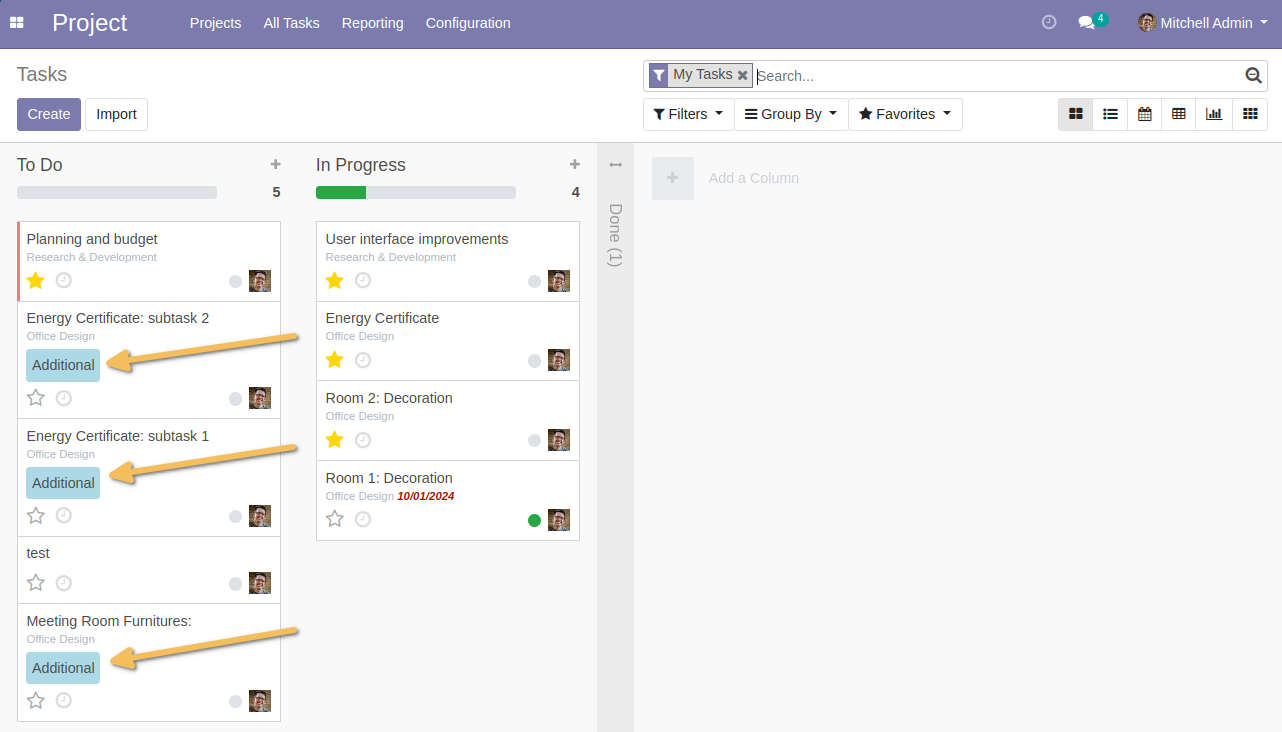 Project
Projects All Tasks Reporting Configuration
4 Mitchell Admin
Tasks
My Tasks Search...
Create Import
Filters Group By Favorites
To Do
5
Planning and budget
Research & Development
Energy Certificate: subtask 2
Office Design
Additional
Energy Certificate: subtask 1
Office Design
Additional
test
Meeting Room Furnitures:
Office Design
Additional
In Progress
4
User interface improvements
Research & Development
Energy Certificate
Office Design
Room 2: Decoration
Office Design
Room 1: Decoration
Office Design 10/01/2024
Done (1)
Add a Column